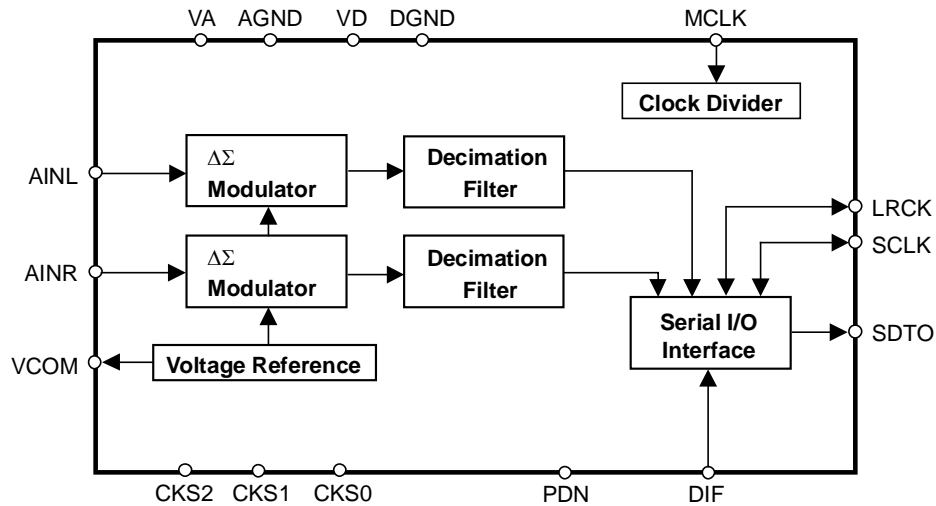 VA AGND VD DGND MCLK
Clock Divider
AINL
ΔΣ
Modulator
Decimation
Filter
LRCK
SCLK
AINR
ΔΣ
Modulator
Decimation
Filter
Serial I/O
Interface
SDTO
VCOM
Voltage Reference
CKS2 CKS1 CKS0 PDN DIF